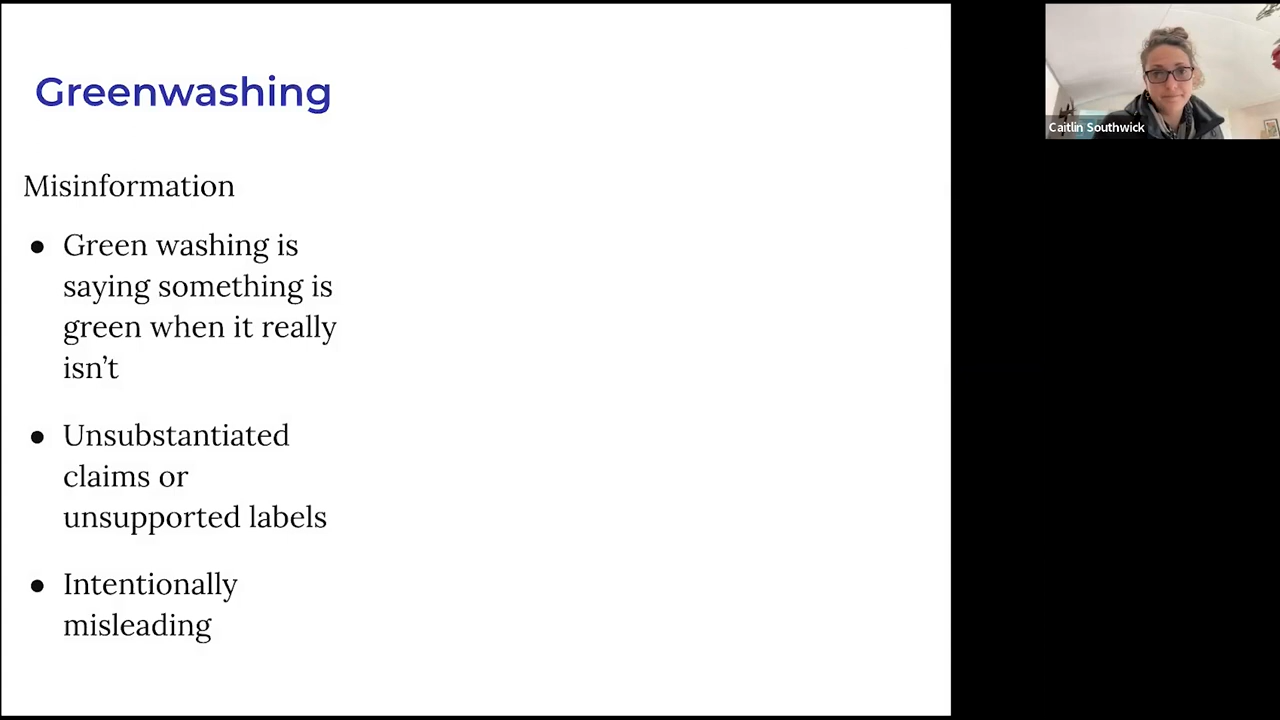 Greenwashing
Misinformation
● Green washing is
saying something is
green when it really
isn’t
● Unsubstantiated
claims or
unsupported labels
● Intentionally
misleading
Caitlin Southwick